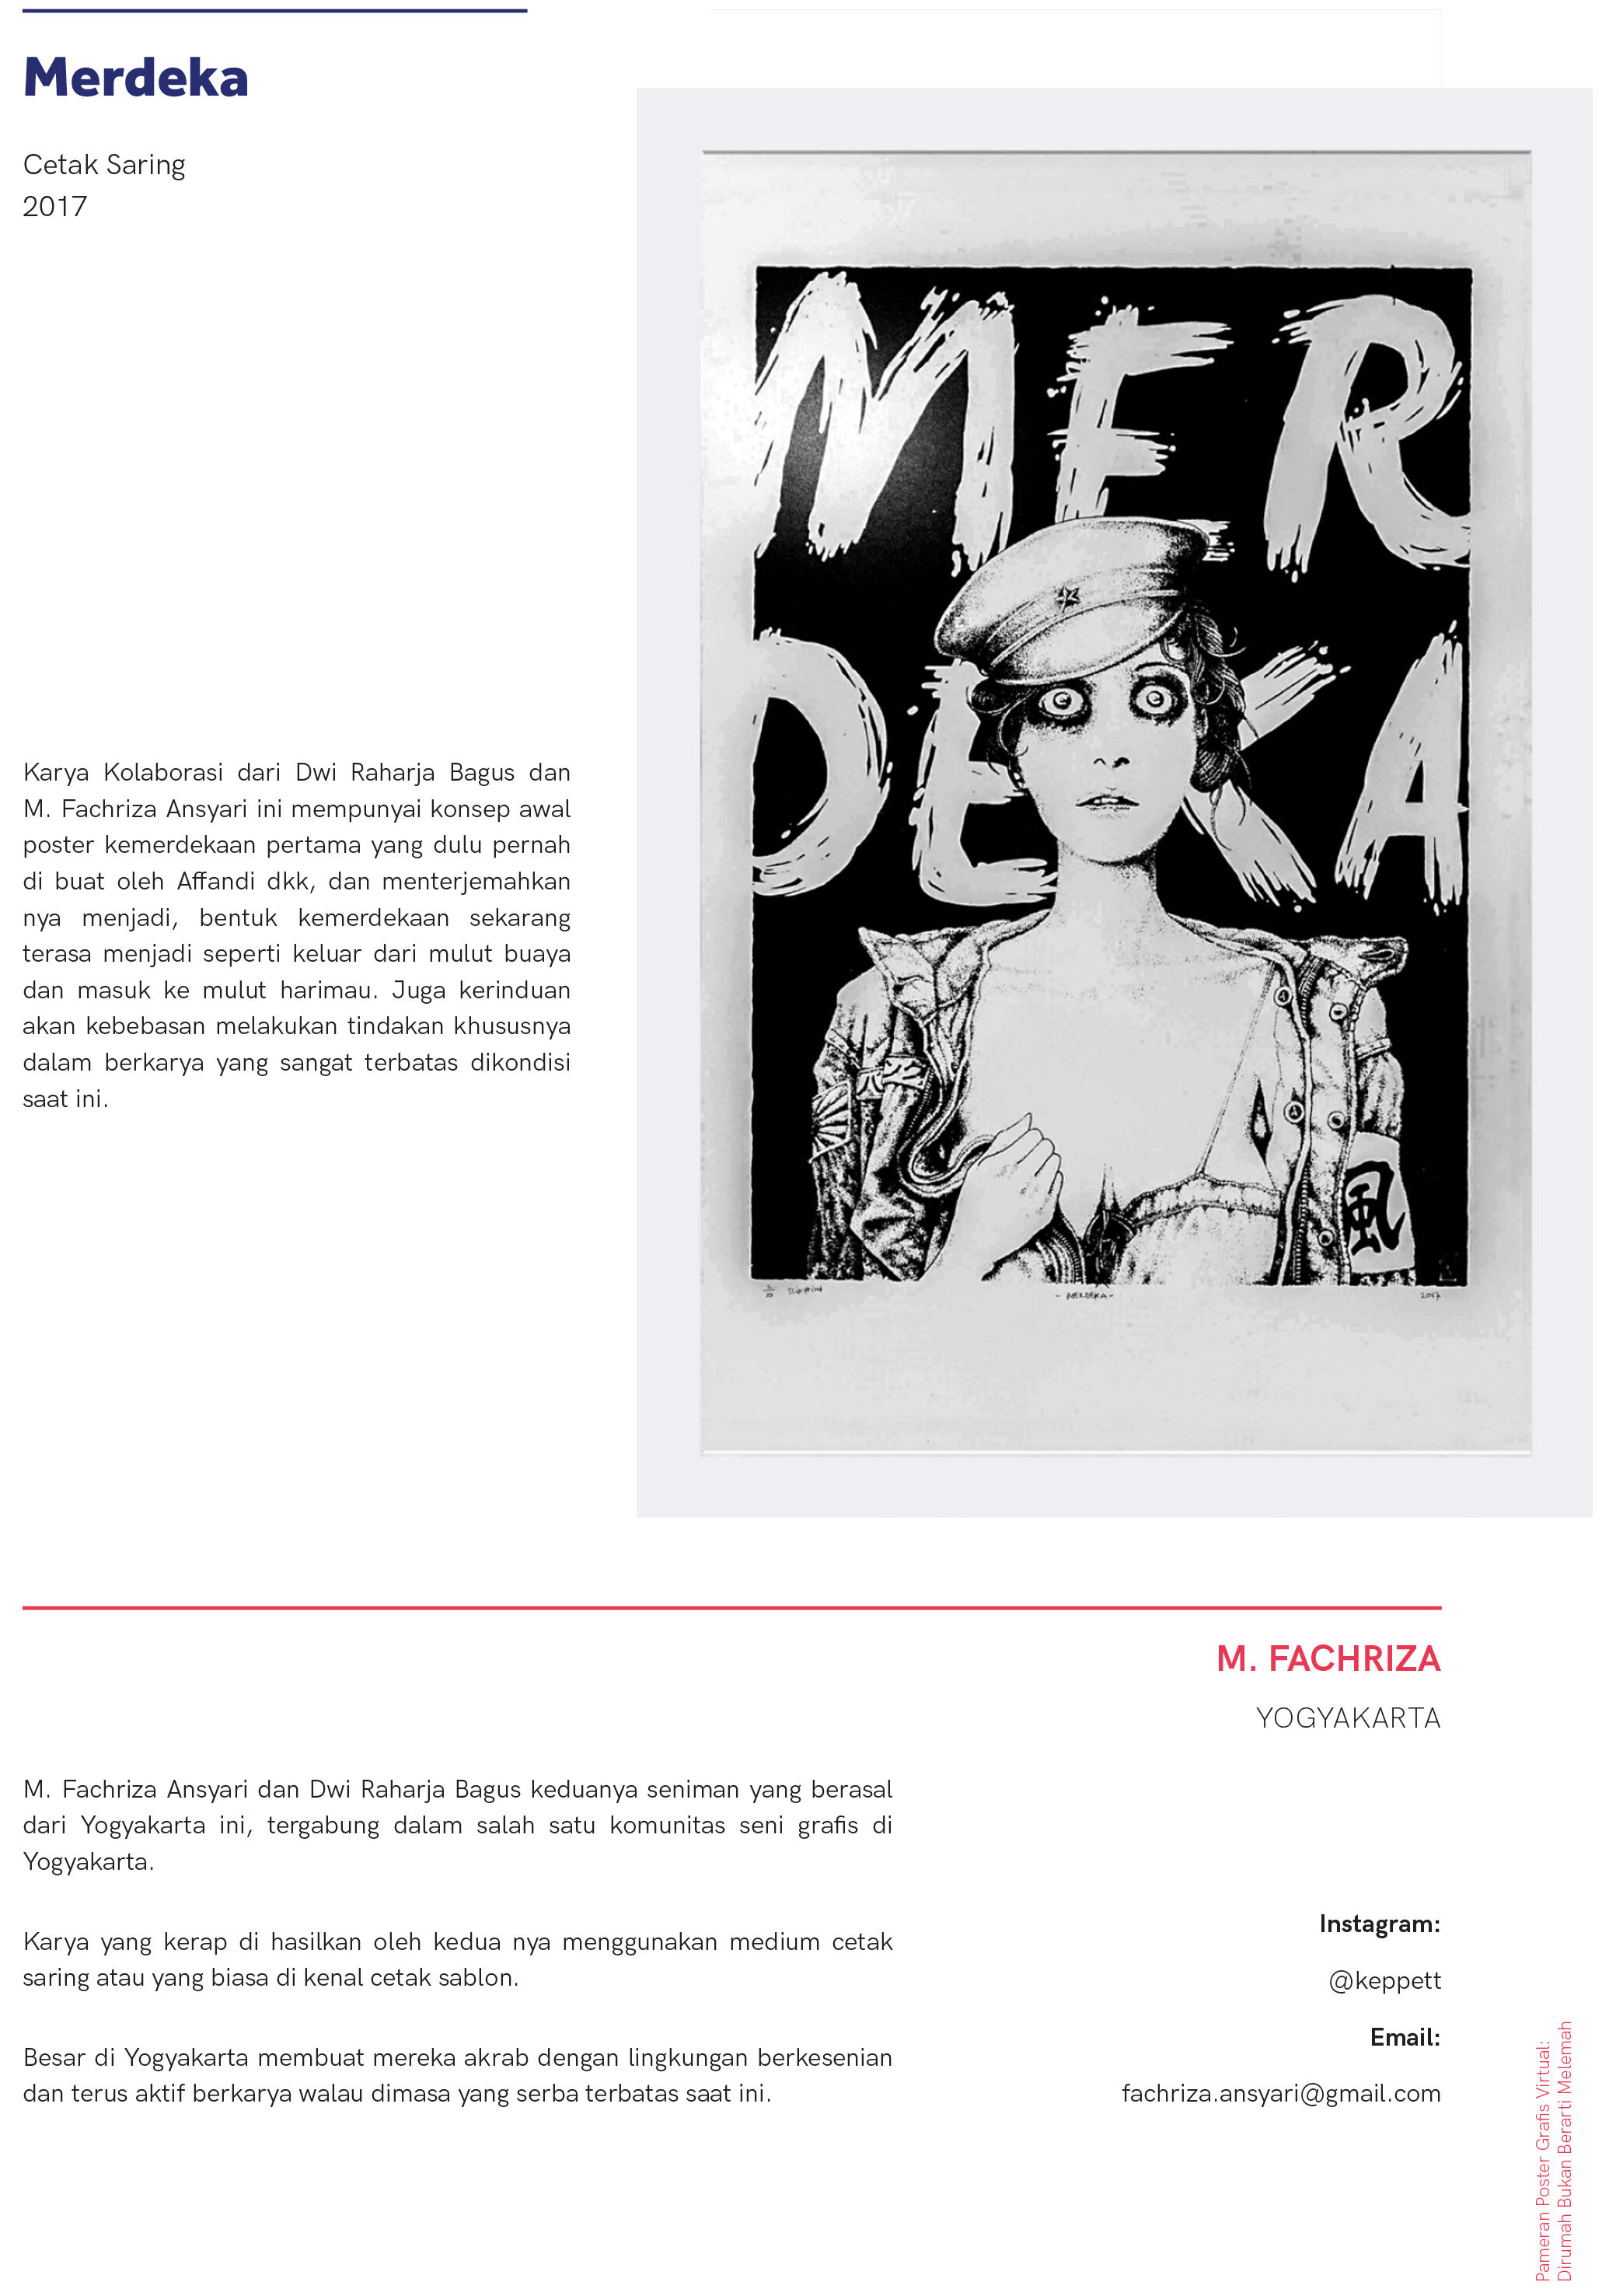 Merdeka
Cetak Saring
2017
MER
DEKA
風
- MERDEKA -
2017
Karya Kolaborasi dari Dwi Raharja Bagus dan
M. Fachriza Ansyari ini mempunyai konsep awal
poster kemerdekaan pertama yang dulu pernah
di buat oleh Affandi dkk, dan menterjemahkan
nya menjadi, bentuk kemerdekaan sekarang
terasa menjadi seperti keluar dari mulut buaya
dan masuk ke mulut harimau. Juga kerinduan
akan kebebasan melakukan tindakan khususnya
dalam berkarya yang sangat terbatas dikondisi
saat ini.
M. FACHRIZA
YOGYAKARTA
M. Fachriza Ansyari dan Dwi Raharja Bagus keduanya seniman yang berasal
dari Yogyakarta ini, tergabung dalam salah satu komunitas seni grafis di
Yogyakarta.
Karya yang kerap di hasilkan oleh kedua nya menggunakan medium cetak
saring atau yang biasa di kenal cetak sablon.
Besar di Yogyakarta membuat mereka akrab dengan lingkungan berkesenian
dan terus aktif berkarya walau dimasa yang serba terbatas saat ini.
Instagram:
@keppett
Email:
fachriza.ansyari@gmail.com
Pameran Poster Grafis Virtual:
Dirumah Bukan Berarti Melemah